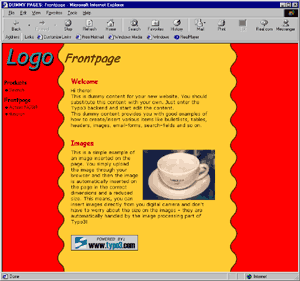 DUMMY PAGES: Frontpage - Microsoft Internet Explorer
File Edit View Favorites Tools Help
Back Stop Refresh Home Search Favorites History Mail Print Real.com Messenger
Links Customize Links Free Hotmail Windows Media Windows RealPlayer
Logo Frontpage
Products
Frontpage
Welcome
Hi there!
This is dummy content for your new website. You should
substitute this content with your own. Just enter the
Typo3 backend and start edit the content.
This dummy content provides you with good examples of
how to create/insert various items like bulletlists, tables,
headers, images, email-forms, search-fields and so on.
Images
This is a simple example of
an image inserted on the
page. You simply upload
the image through your
browser and then the image
is automatically inserted on
the page in the correct
dimensions and a reduced
size. This means, you can
insert images directly from you digital camera and don't
have to worry about the size on the images - they are
automatically handled by the image processing part of
Typo3!
POWERED BY:
www.typo3.com
Done
Internet